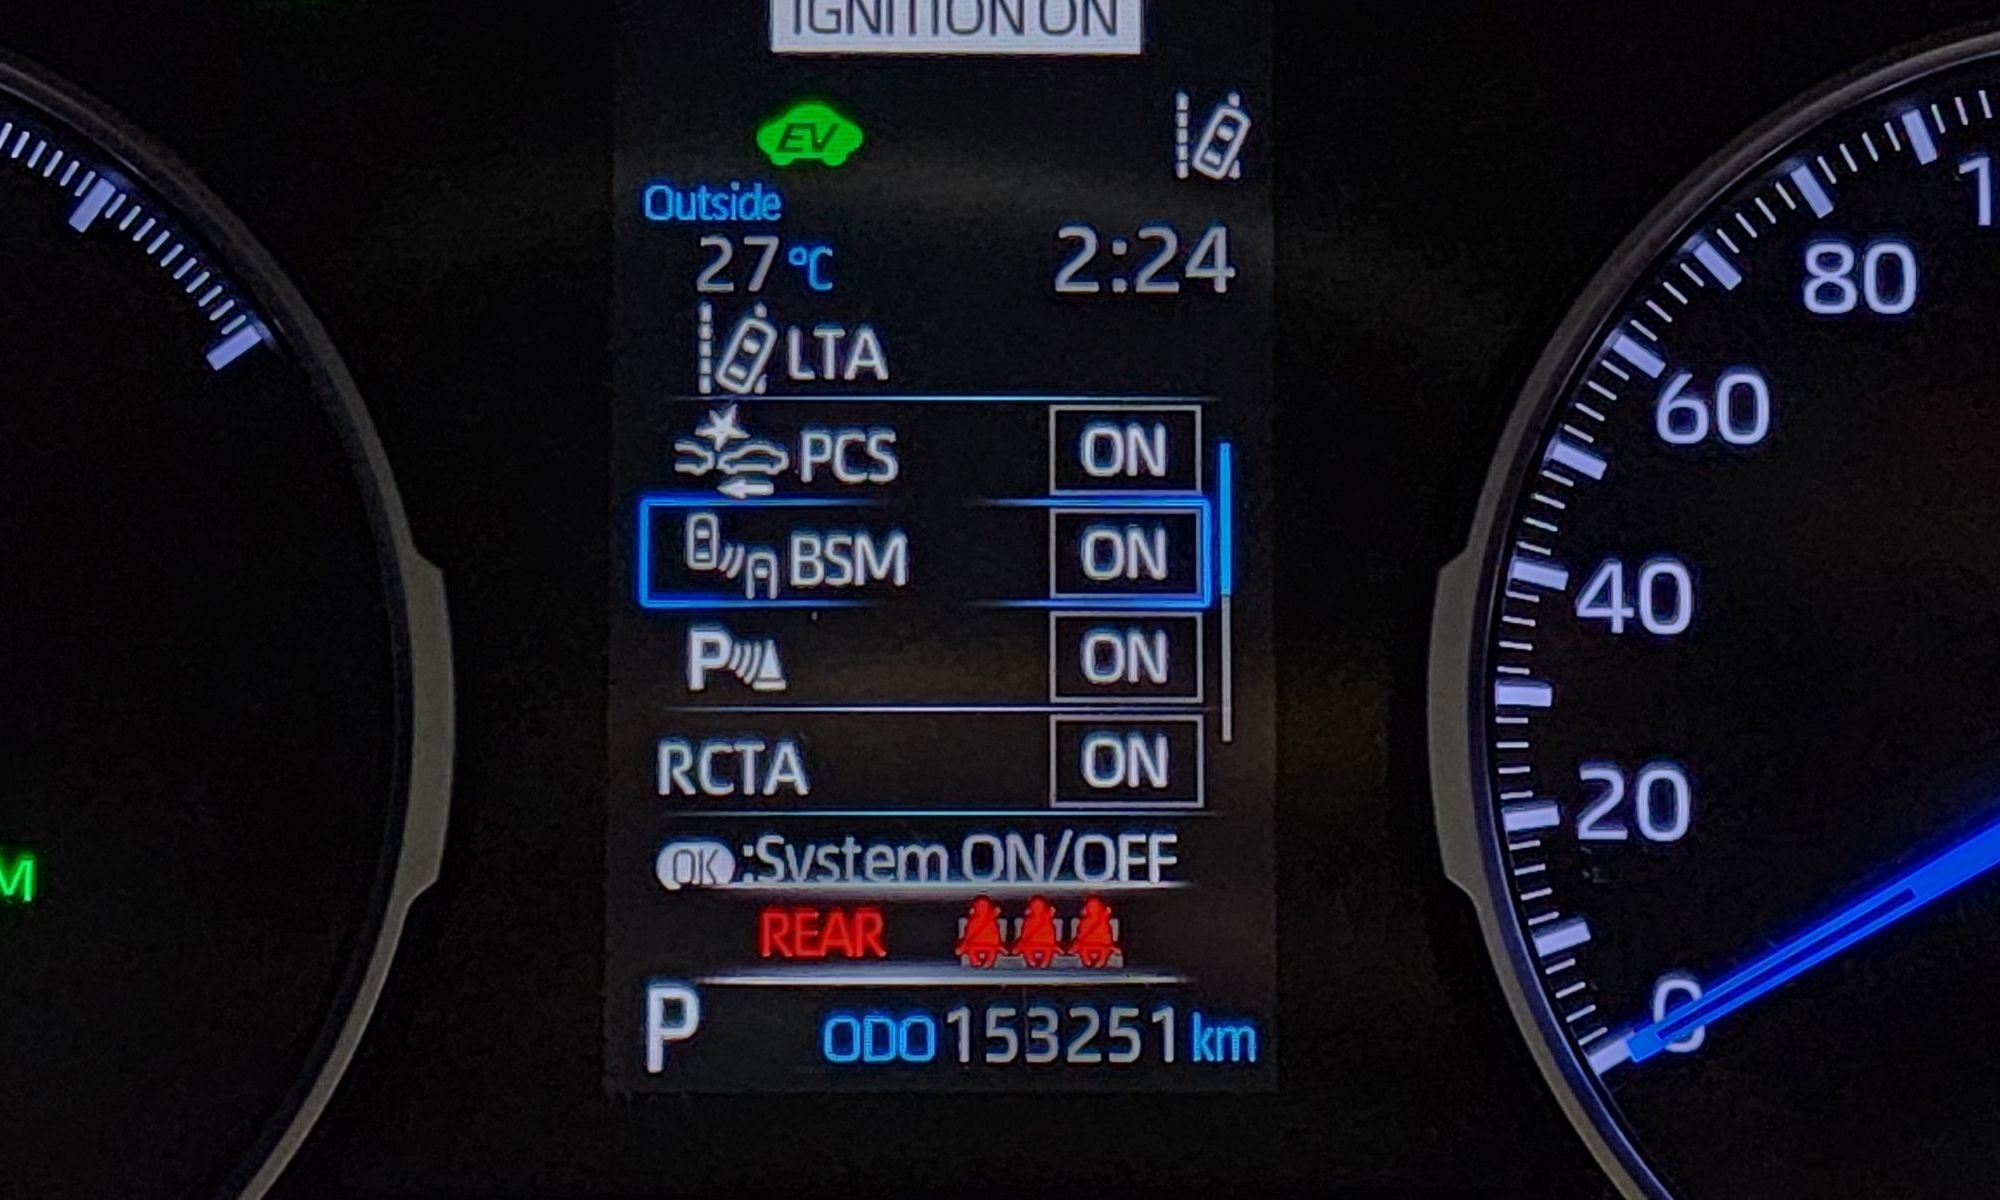 IGNITION ON
EV
Outside
27 °C 2:24
LTA
PCS ON
BSM ON
P ON
RCTA ON
OK :System ON/OFF
REAR
P ODO 153251 km
80
60
40
20
0